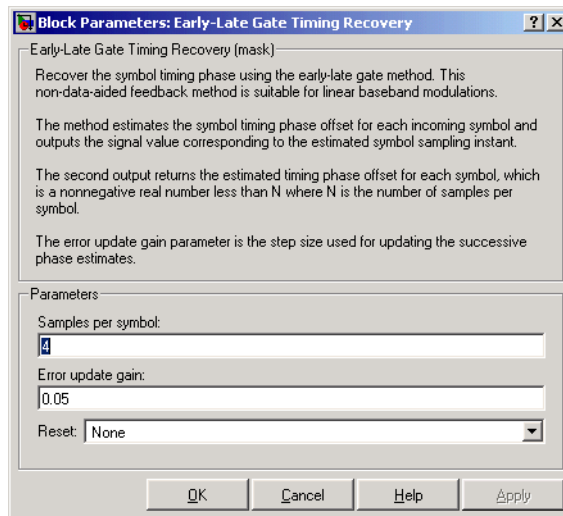 Block Parameters: Early-Late Gate Timing Recovery
Early-Late Gate Timing Recovery (mask)
Recover the symbol timing phase using the early-late gate method. This
non-data-aided feedback method is suitable for linear baseband modulations.
The method estimates the symbol timing phase offset for each incoming symbol and
outputs the signal value corresponding to the estimated symbol sampling instant.
The second output returns the estimated timing phase offset for each symbol, which
is a nonnegative real number less than N where N is the number of samples per
symbol.
The error update gain parameter is the step size used for updating the successive
phase estimates.
Parameters
Samples per symbol:
4
Error update gain:
0.05
Reset: None
OK Cancel Help Apply